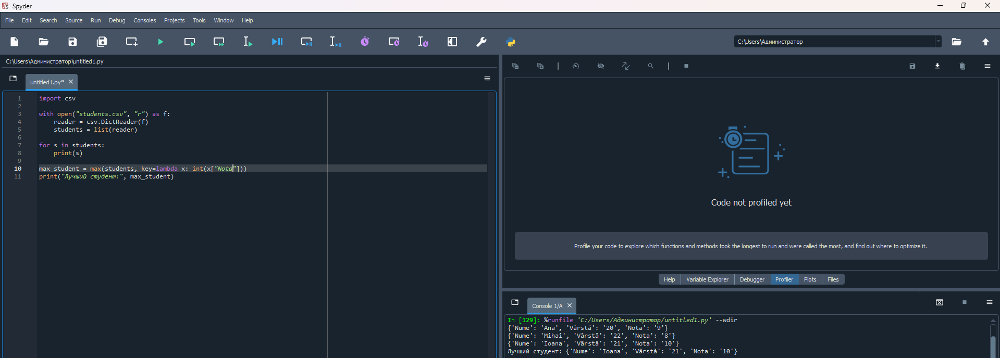 Spyder
File Edit Search Source Run Debug Consoles Projects Tools Window Help
C:\Users\Администратор
C:\Users\Администратор\untitled1.py
untitled1.py*
1 import csv
2
3 with open("students.csv", "r") as f:
4     reader = csv.DictReader(f)
5     students = list(reader)
6
7 for s in students:
8     print(s)
9
10 max_student = max(students, key=lambda x: int(x["Nota"]))
11 print("Лучший студент:", max_student)
Code not profiled yet
Profile your code to explore which functions and methods took the longest to run and were called the most, and find out where to optimize it.
Help Variable Explorer Debugger Profiler Plots Files
Console 1/A
In [129]: %runfile 'C:/Users/Администратор/untitled1.py' --wdir
{'Nume': 'Ana', 'Vârstă': '20', 'Nota': '9'}
{'Nume': 'Mihai', 'Vârstă': '22', 'Nota': '8'}
{'Nume': 'Ioana', 'Vârstă': '21', 'Nota': '10'}
Лучший студент: {'Nume': 'Ioana', 'Vârstă': '21', 'Nota': '10'}